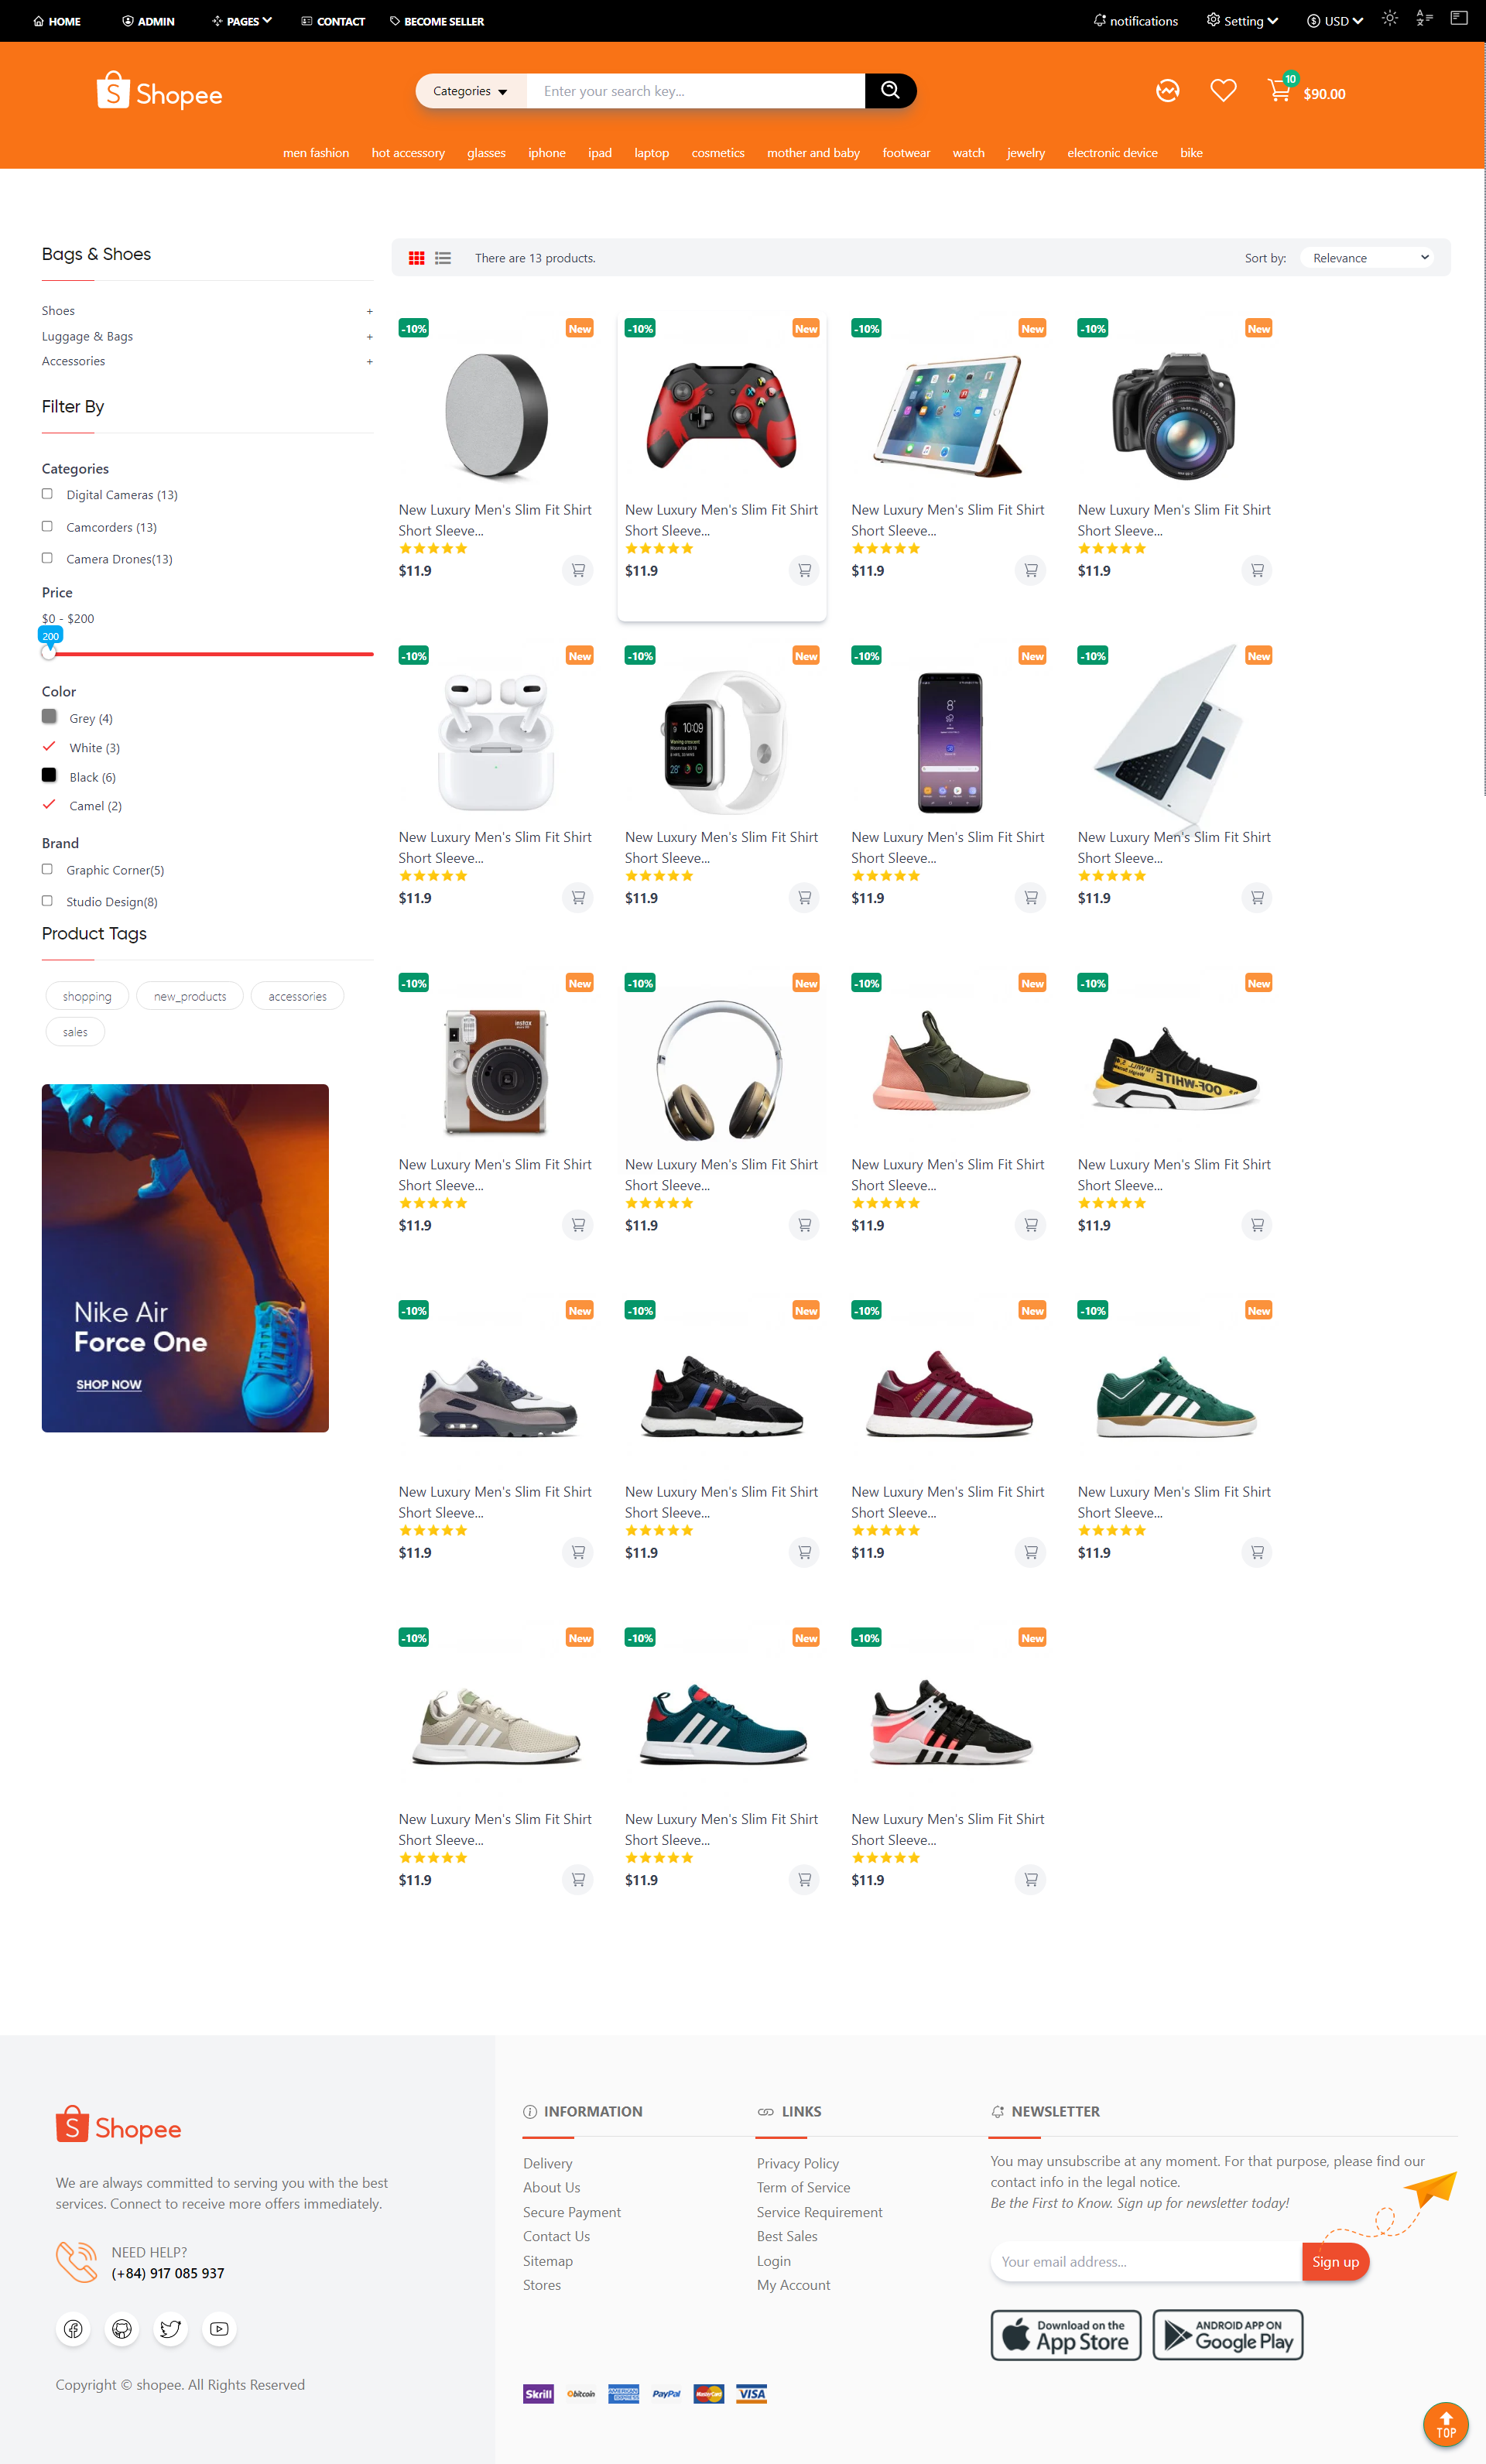 HOME ADMIN PAGES CONTACT BECOME SELLER notifications Setting USD
S Shopee Categories Enter your search key... 10 $90.00
men fashion hot accessory glasses iphone ipad laptop cosmetics mother and baby footwear watch jewelry electronic device bike
Bags & Shoes
Shoes +
Luggage & Bags +
Accessories +
Filter By
Categories
Digital Cameras (13)
Camcorders (13)
Camera Drones(13)
Price
$0 - $200
200
Color
Grey (4)
White (3)
Black (6)
Camel (2)
Brand
Graphic Corner(5)
Studio Design(8)
Product Tags
shopping new_products accessories
sales
Nike Air
Force One
SHOP NOW
There are 13 products. Sort by: Relevance
-10% New -10% New -10% New -10% New
New Luxury Men's Slim Fit Shirt New Luxury Men's Slim Fit Shirt New Luxury Men's Slim Fit Shirt New Luxury Men's Slim Fit Shirt
Short Sleeve... Short Sleeve... Short Sleeve... Short Sleeve...
$11.9 $11.9 $11.9 $11.9
-10% New -10% New -10% New -10% New
10:09
28°
8°
New Luxury Men's Slim Fit Shirt New Luxury Men's Slim Fit Shirt New Luxury Men's Slim Fit Shirt New Luxury Men's Slim Fit Shirt
Short Sleeve... Short Sleeve... Short Sleeve... Short Sleeve...
$11.9 $11.9 $11.9 $11.9
-10% New -10% New -10% New -10% New
instax
OOF-WHITE
New Luxury Men's Slim Fit Shirt New Luxury Men's Slim Fit Shirt New Luxury Men's Slim Fit Shirt New Luxury Men's Slim Fit Shirt
Short Sleeve... Short Sleeve... Short Sleeve... Short Sleeve...
$11.9 $11.9 $11.9 $11.9
-10% New -10% New -10% New -10% New
New Luxury Men's Slim Fit Shirt New Luxury Men's Slim Fit Shirt New Luxury Men's Slim Fit Shirt New Luxury Men's Slim Fit Shirt
Short Sleeve... Short Sleeve... Short Sleeve... Short Sleeve...
$11.9 $11.9 $11.9 $11.9
-10% New -10% New -10% New
New Luxury Men's Slim Fit Shirt New Luxury Men's Slim Fit Shirt New Luxury Men's Slim Fit Shirt
Short Sleeve... Short Sleeve... Short Sleeve...
$11.9 $11.9 $11.9
S Shopee
We are always committed to serving you with the best
services. Connect to receive more offers immediately.
NEED HELP?
(+84) 917 085 937
Copyright © shopee. All Rights Reserved
INFORMATION
Delivery
About Us
Secure Payment
Contact Us
Sitemap
Stores
LINKS
Privacy Policy
Term of Service
Service Requirement
Best Sales
Login
My Account
NEWSLETTER
You may unsubscribe at any moment. For that purpose, please find our
contact info in the legal notice.
Be the First to Know. Sign up for newsletter today!
Your email address... Sign up
Download on the
App Store
ANDROID APP ON
Google Play
Skrill bitcoin AMERICAN EXPRESS PayPal MasterCard VISA
TOP